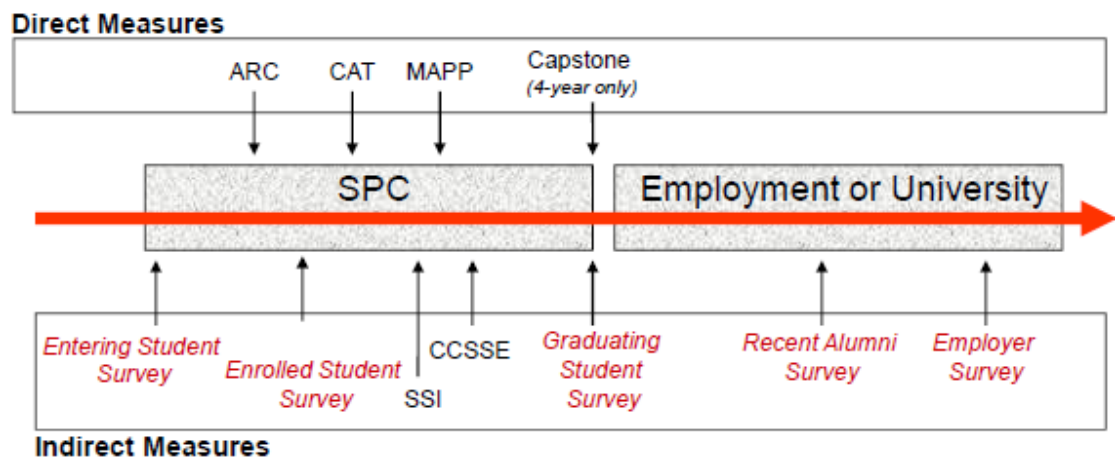 Direct Measures
ARC
CAT
MAPP
Capstone
(4-year only)
SPC
Employment or University
Entering Student
Survey
Enrolled Student
Survey
SSI
CCSSE
Graduating
Student
Survey
Recent Alumni
Survey
Employer
Survey
Indirect Measures